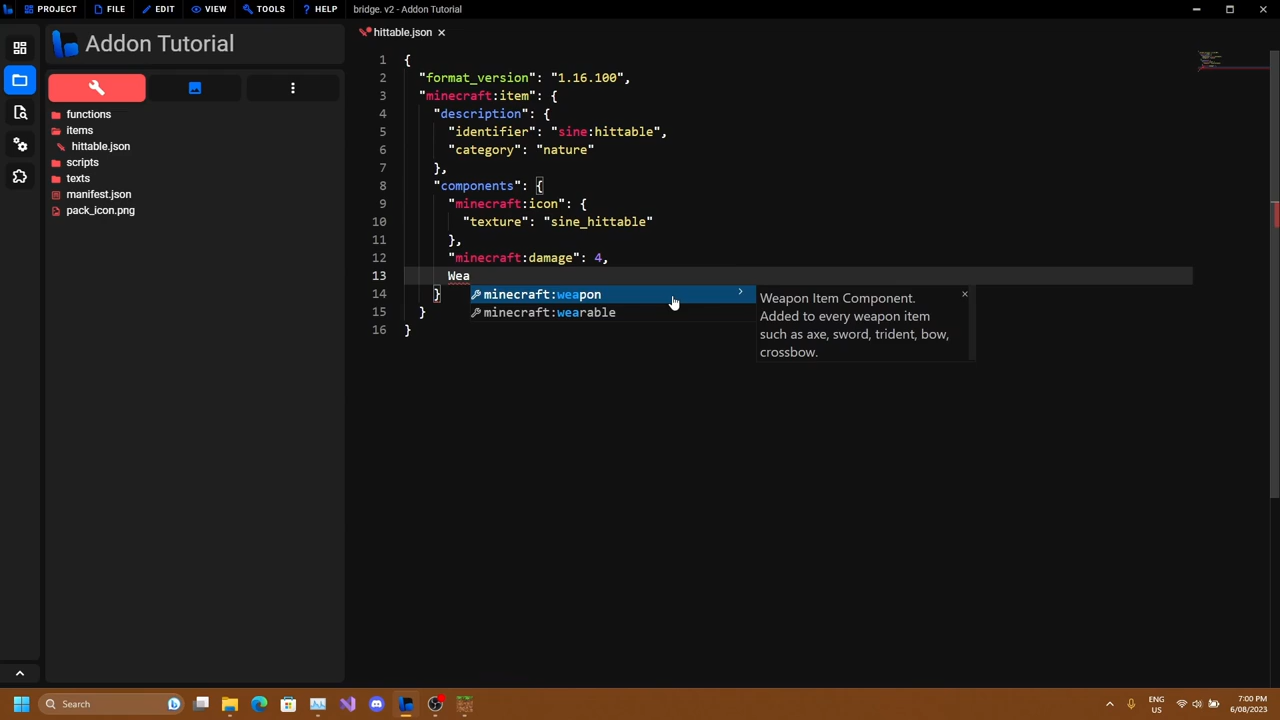 PROJECT FILE EDIT VIEW TOOLS ? HELP bridge. v2 - Addon Tutorial
Addon Tutorial
functions
items
hittable.json
scripts
texts
manifest.json
pack_icon.png
hittable.json ×
1 {
2 "format_version": "1.16.100",
3 "minecraft:item": {
4 "description": {
5 "identifier": "sine:hittable",
6 "category": "nature"
7 },
8 "components": {
9 "minecraft:icon": {
10 "texture": "sine_hittable"
11 },
12 "minecraft:damage": 4,
13 Wea
14 }
15 }
16 }
minecraft:weapon
minecraft:wearable
Weapon Item Component.
Added to every weapon item
such as axe, sword, trident, bow,
crossbow.
Search
ENG
US
7:00 PM
6/08/2023